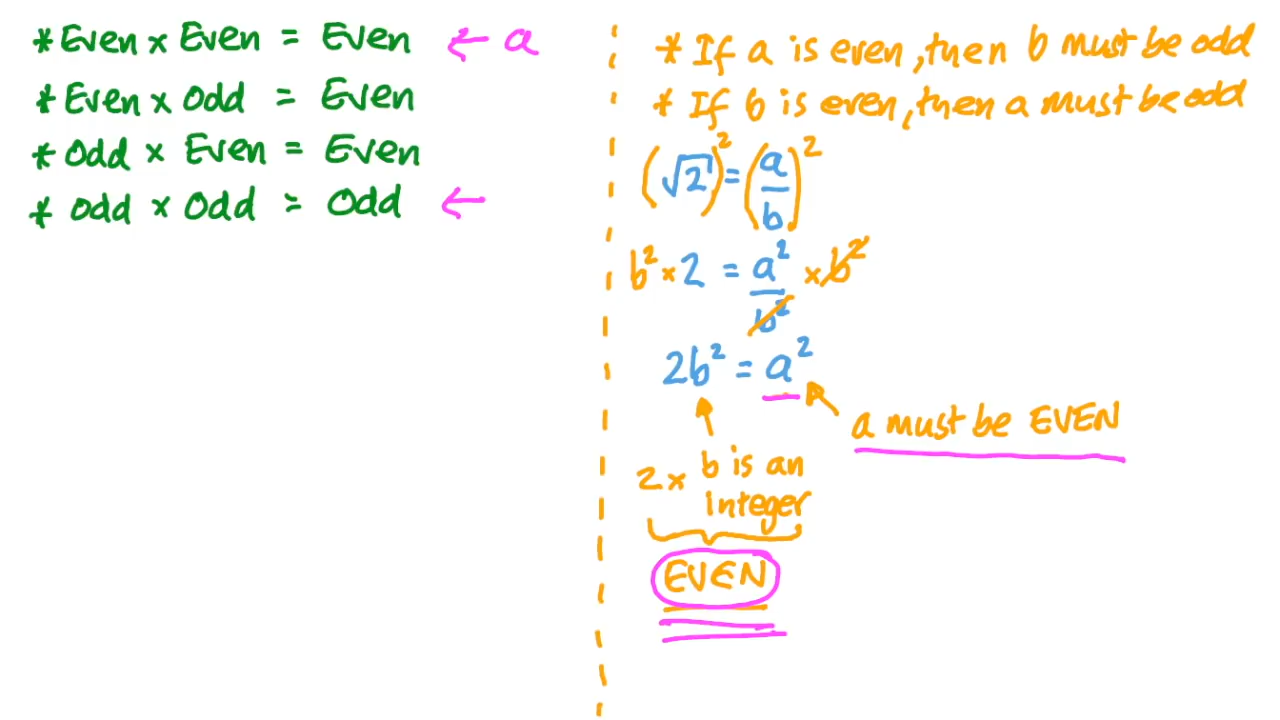 * Even x Even = Even ← a
* Even x Odd = Even
* Odd x Even = Even
* Odd x Odd = Odd ←
* If a is even, then b must be odd
* If b is even, then a must be odd
(√2)² = (a/b)²
b² × 2 = a²/b² × b²
2b² = a²
a must be EVEN
2 x b is an
integer
EVEN